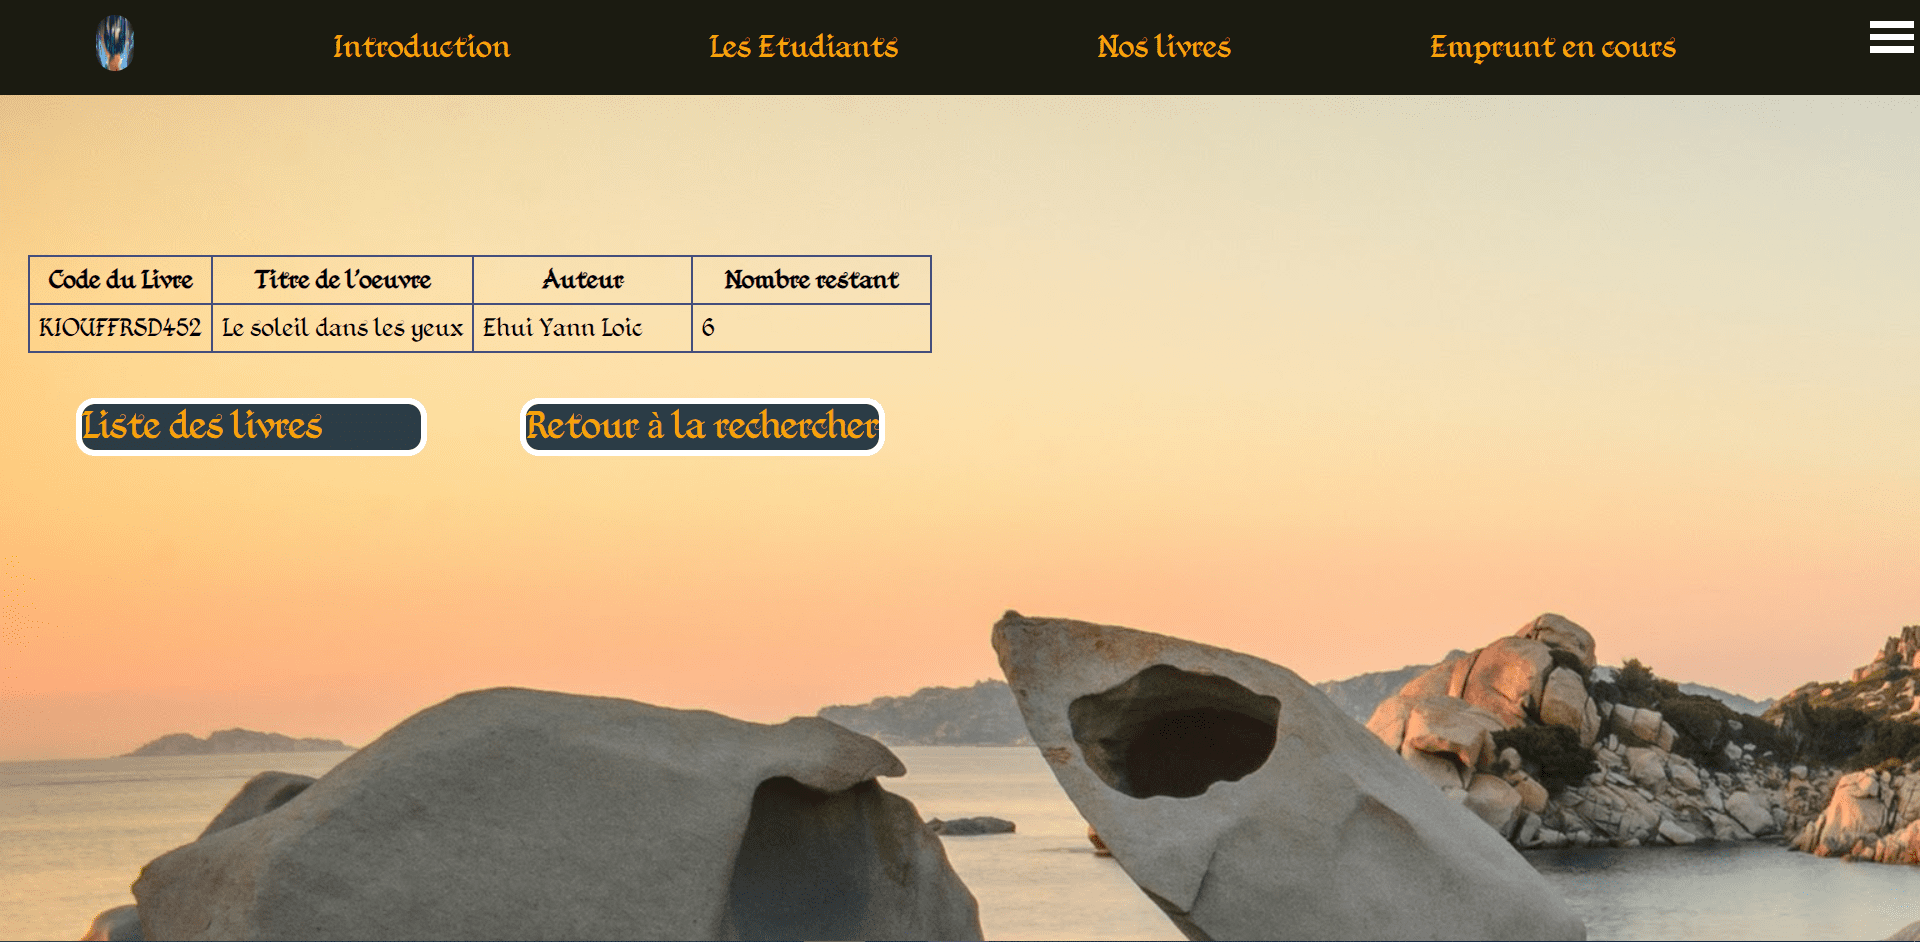 Introduction Les Etudiants Nos livres Emprunt en cours
Code du Livre Titre de l'oeuvre Auteur Nombre restant
KIOUFFRSD452 Le soleil dans les yeux Ehui Yann Loic 6
Liste des livres Retour à la rechercher